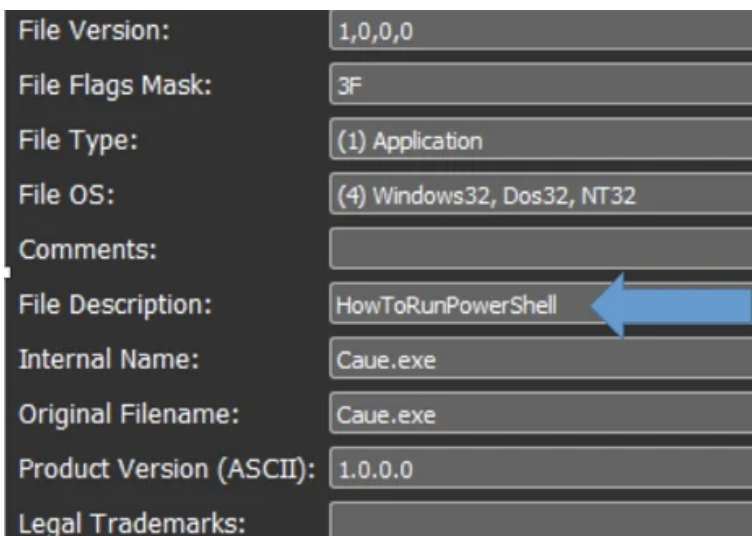 File Version: 1,0,0,0
File Flags Mask: 3F
File Type: (1) Application
File OS: (4) Windows32, Dos32, NT32
Comments:
File Description: HowToRunPowerShell
Internal Name: Caue.exe
Original Filename: Caue.exe
Product Version (ASCII): 1.0.0.0
Legal Trademarks: